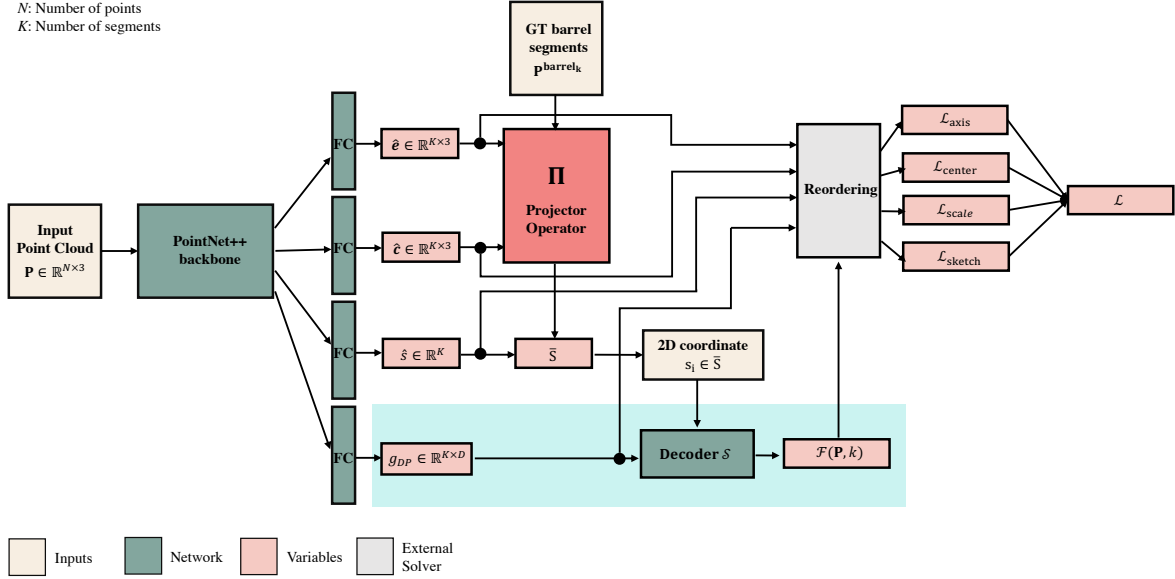 N: Number of points
K: Number of segments
GT barrel
segments
P^{barrel_k}
FC
ê ∈ ℝ^{K×3}
Π
Projector
Operator
Reordering
ℒ_axis
ℒ_center
ℒ_scale
ℒ_sketch
ℒ
Input
Point Cloud
P ∈ ℝ^{N×3}
PointNet++
backbone
FC
ĉ ∈ ℝ^{K×3}
FC
ŝ ∈ ℝ^K
S̄
2D coordinate
s_i ∈ S̄
FC
g_{DP} ∈ ℝ^{K×D}
Decoder 𝒮
ℱ(P, k)
Inputs
Network
Variables
External
Solver